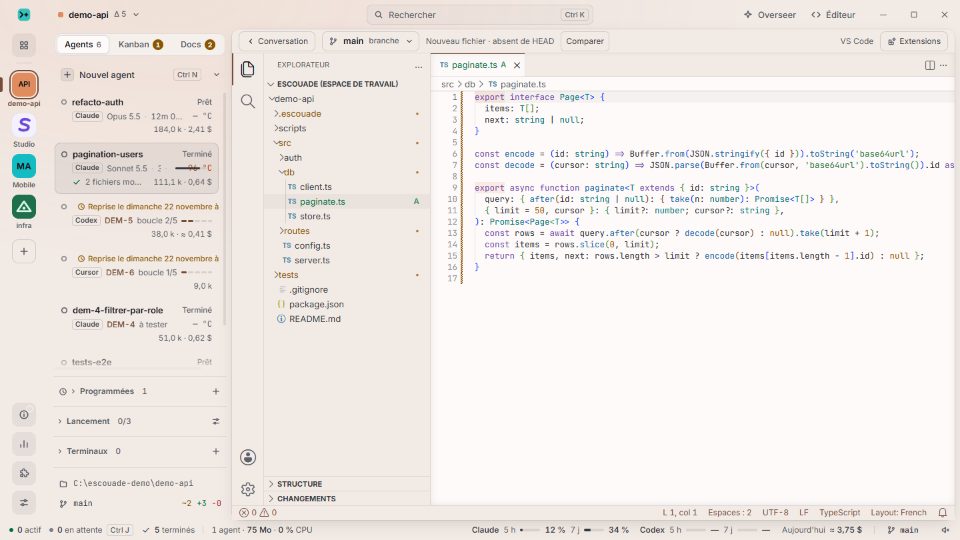 demo-api Δ 5
Rechercher Ctrl K
Overseer
Éditeur
API
demo-api
S
Studio
MA
Mobile
infra
Agents 6 Kanban 1 Docs 2
Nouvel agent Ctrl N
refacto-auth Prêt
Claude Opus 5.5 · 12m 0… — °C
184,0 k · 2,41 $
pagination-users Terminé
Claude Sonnet 5.5
2 fichiers mo… 111,1 k · 0,64 $
Reprise le dimanche 22 novembre à
Codex DEM-5 boucle 2/5
38,0 k · ≈ 0,41 $
Reprise le dimanche 22 novembre à
Cursor DEM-6 boucle 1/5
9,0 k
dem-4-filtrer-par-role Terminé
Claude DEM-4 à tester — °C
51,0 k · 0,62 $
tests-e2e Prêt
Programmées 1
Lancement 0/3
Terminaux 0
C:\escouade-demo\demo-api
main ~2 +3 -0
Conversation
main branche
Nouveau fichier · absent de HEAD
Comparer
VS Code
Extensions
EXPLORATEUR …
ESCOUADE (ESPACE DE TRAVAIL)
demo-api
.escouade
scripts
src
auth
db
TS client.ts
TS paginate.ts A
TS store.ts
routes
TS config.ts
TS server.ts
tests
.gitignore
{} package.json
README.md
STRUCTURE
CHANGEMENTS
TS paginate.ts A
src > db > TS paginate.ts
1 export interface Page<T> {
2 items: T[];
3 next: string | null;
4 }
5
6 const encode = (id: string) => Buffer.from(JSON.stringify({ id })).toString('base64url');
7 const decode = (cursor: string) => JSON.parse(Buffer.from(cursor, 'base64url').toString()).id as
8
9 export async function paginate<T extends { id: string }>(
10 query: { after(id: string | null): { take(n: number): Promise<T[]> } },
11 { limit = 50, cursor }: { limit?: number; cursor?: string },
12 ): Promise<Page<T>> {
13 const rows = await query.after(cursor ? decode(cursor) : null).take(limit + 1);
14 const items = rows.slice(0, limit);
15 return { items, next: rows.length > limit ? encode(items[items.length - 1].id) : null };
16 }
17
0 0
L 1, col 1 Espaces : 2 UTF-8 LF TypeScript Layout: French
0 actif 0 en attente Ctrl J 5 terminés 1 agent · 75 Mo · 0 % CPU
Claude 5 h 12 % 7 j 34 % Codex 5 h — 7 j — Aujourd'hui ≈ 3,75 $ main